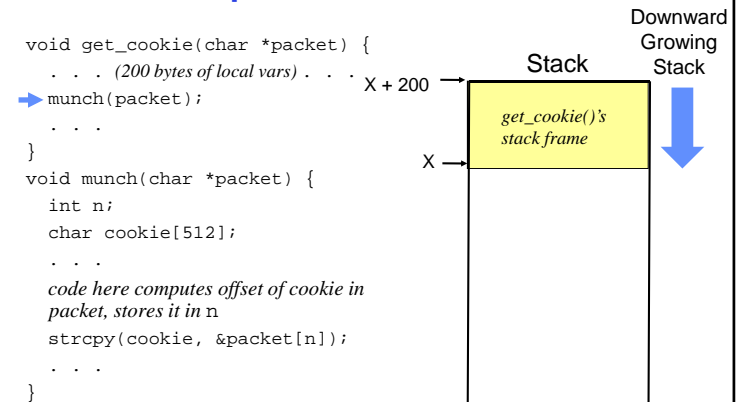 void get_cookie(char *packet) {
. . . (200 bytes of local vars) . . .
munch(packet);
. . .
}
void munch(char *packet) {
int n;
char cookie[512];
. . .
code here computes offset of cookie in
packet, stores it in n
strcpy(cookie, &packet[n]);
. . .
}
X + 200
X
Stack
get_cookie()’s
stack frame
Downward
Growing
Stack